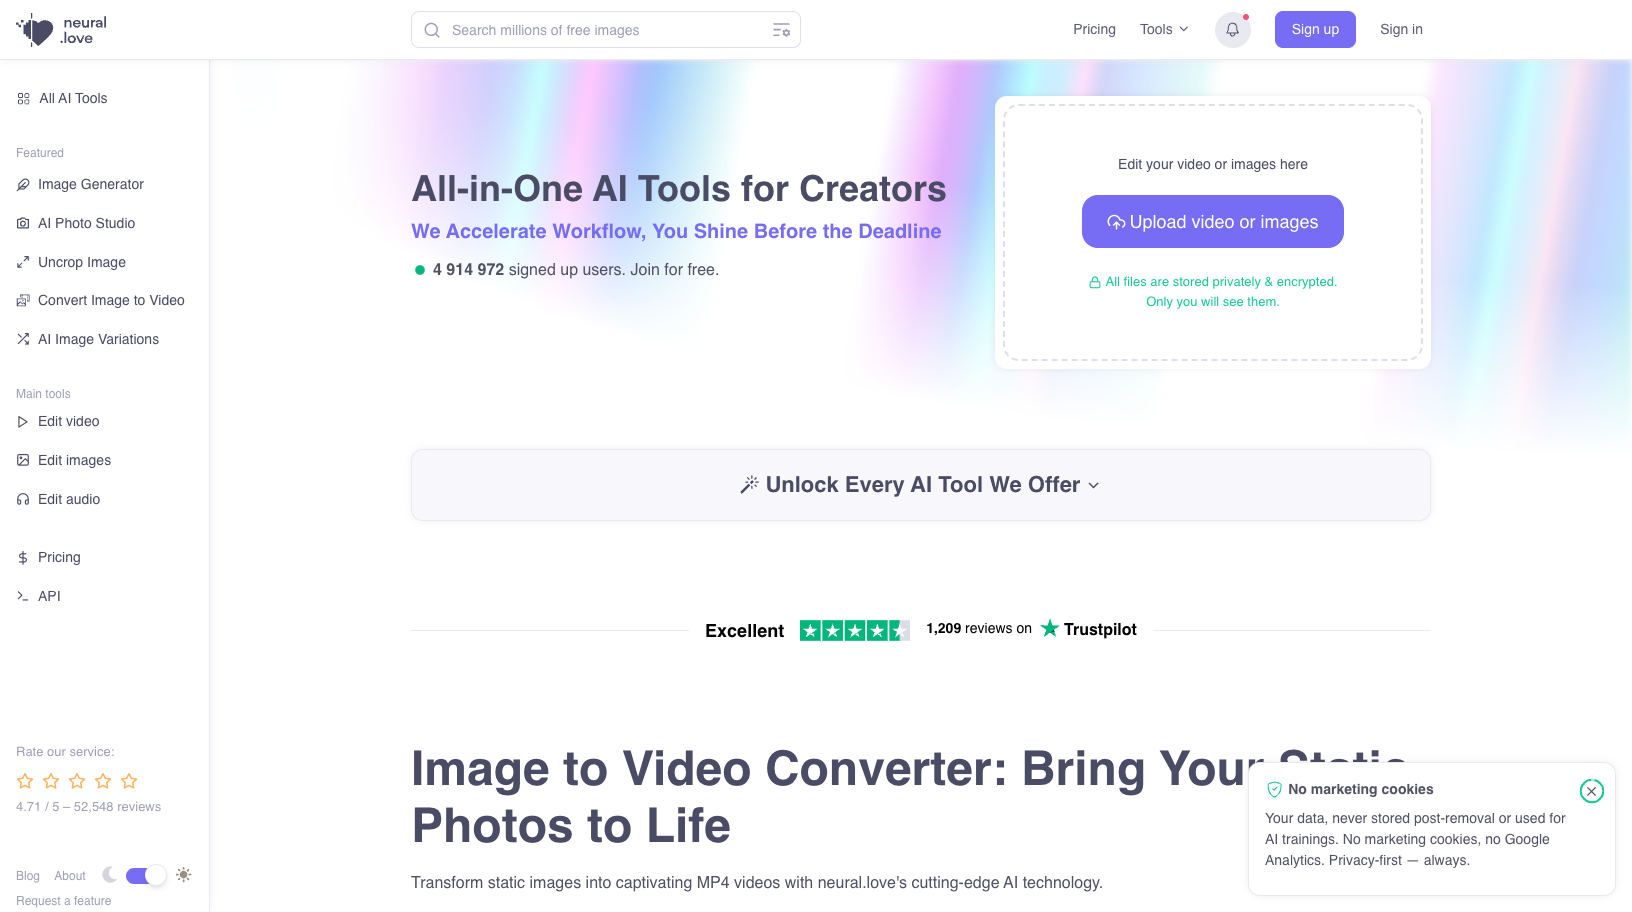 neural
.love
Search millions of free images
Pricing
Tools
Sign up
Sign in
All AI Tools
Featured
Image Generator
AI Photo Studio
Uncrop Image
Convert Image to Video
AI Image Variations
Main tools
Edit video
Edit images
Edit audio
Pricing
API
Rate our service:
4.71 / 5 – 52,548 reviews
Blog
About
Request a feature
All-in-One AI Tools for Creators
We Accelerate Workflow, You Shine Before the Deadline
4 914 972 signed up users. Join for free.
Edit your video or images here
Upload video or images
All files are stored privately & encrypted.
Only you will see them.
Unlock Every AI Tool We Offer
Excellent
1,209 reviews on
Trustpilot
Image to Video Converter: Bring Your Static
Photos to Life
Transform static images into captivating MP4 videos with neural.love's cutting-edge AI technology.
No marketing cookies
Your data, never stored post-removal or used for
AI trainings. No marketing cookies, no Google
Analytics. Privacy-first — always.